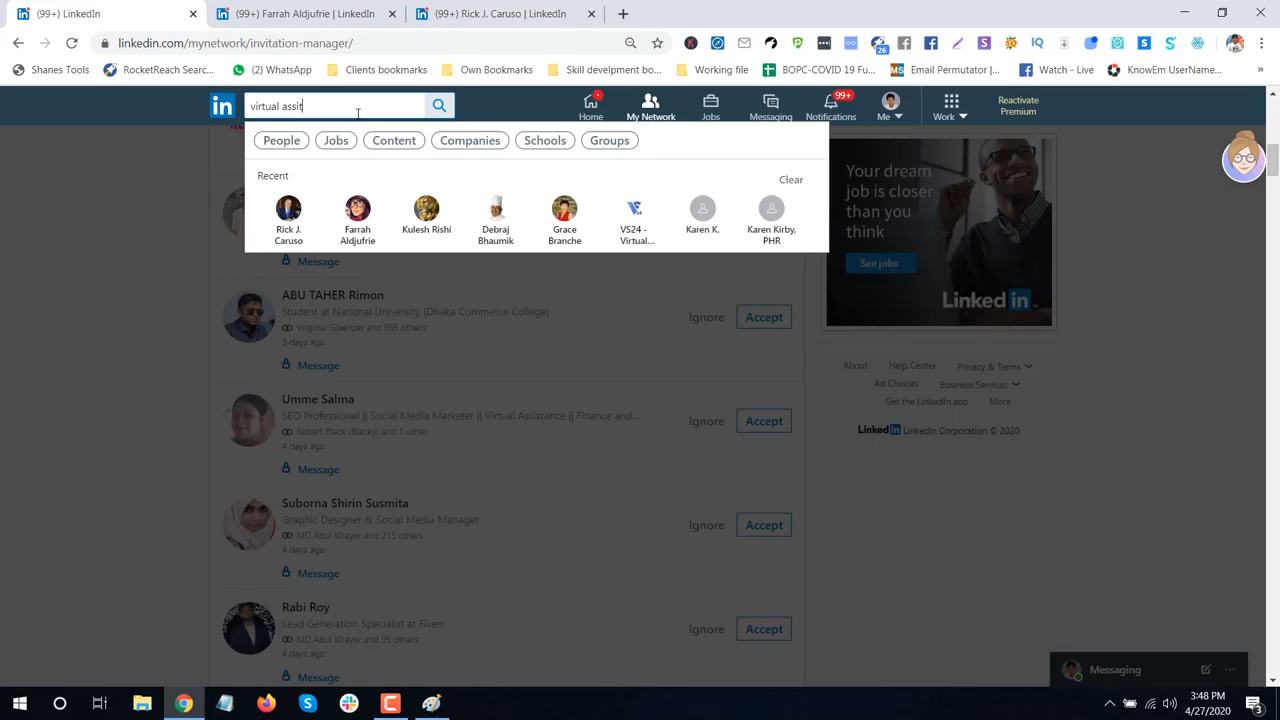 (99+) LinkedIn
(99+) Farrah Aldjufrie | LinkedIn
(99+) Rick J. Caruso | LinkedIn
linkedin.com/mynetwork/invitation-manager/
26
Shanes Tools
RocketReach Searc...
(2) WhatsApp
Clients bookmarks
Own Bookmarks
Skill develpment bo...
Working file
BOPC-COVID 19 Fu...
Email Permutator |...
Watch - Live
KnowEm UserName...
»
in
virtual assit
Home
My Network
Jobs
Messaging
99+
Notifications
Me
Work
Reactivate
Premium
People
Jobs
Content
Companies
Schools
Groups
Recent
Clear
Rick J.
Caruso
Farrah
Aldjufrie
Kulesh Rishi
Debraj
Bhaumik
Grace
Branche
VS24 -
Virtual...
Karen K.
Karen Kirby,
PHR
Message
ABU TAHER Rimon
Student at National University (Dhaka Commerce College)
Virginie Glaenzer and 985 others
3 days ago
Ignore
Accept
Message
Umme Salma
SEO Professional || Social Media Marketer || Virtual Assistance || Finance and...
Robert Black (Blacky) and 1 other
4 days ago
Ignore
Accept
Message
Suborna Shirin Susmita
Graphic Designer & Social Media Manager
MD Abul Khayer and 213 others
4 days ago
Ignore
Accept
Message
Rabi Roy
Lead Generation Specialist at Fiverr
MD Abul Khayer and 95 others
4 days ago
Ignore
Accept
Message
Your dream
job is closer
than you
think
See jobs
LinkedIn
About
Help Center
Privacy & Terms
Ad Choices
Business Services
Get the LinkedIn app
More
LinkedIn LinkedIn Corporation © 2020
Messaging
3:48 PM
4/27/2020
3